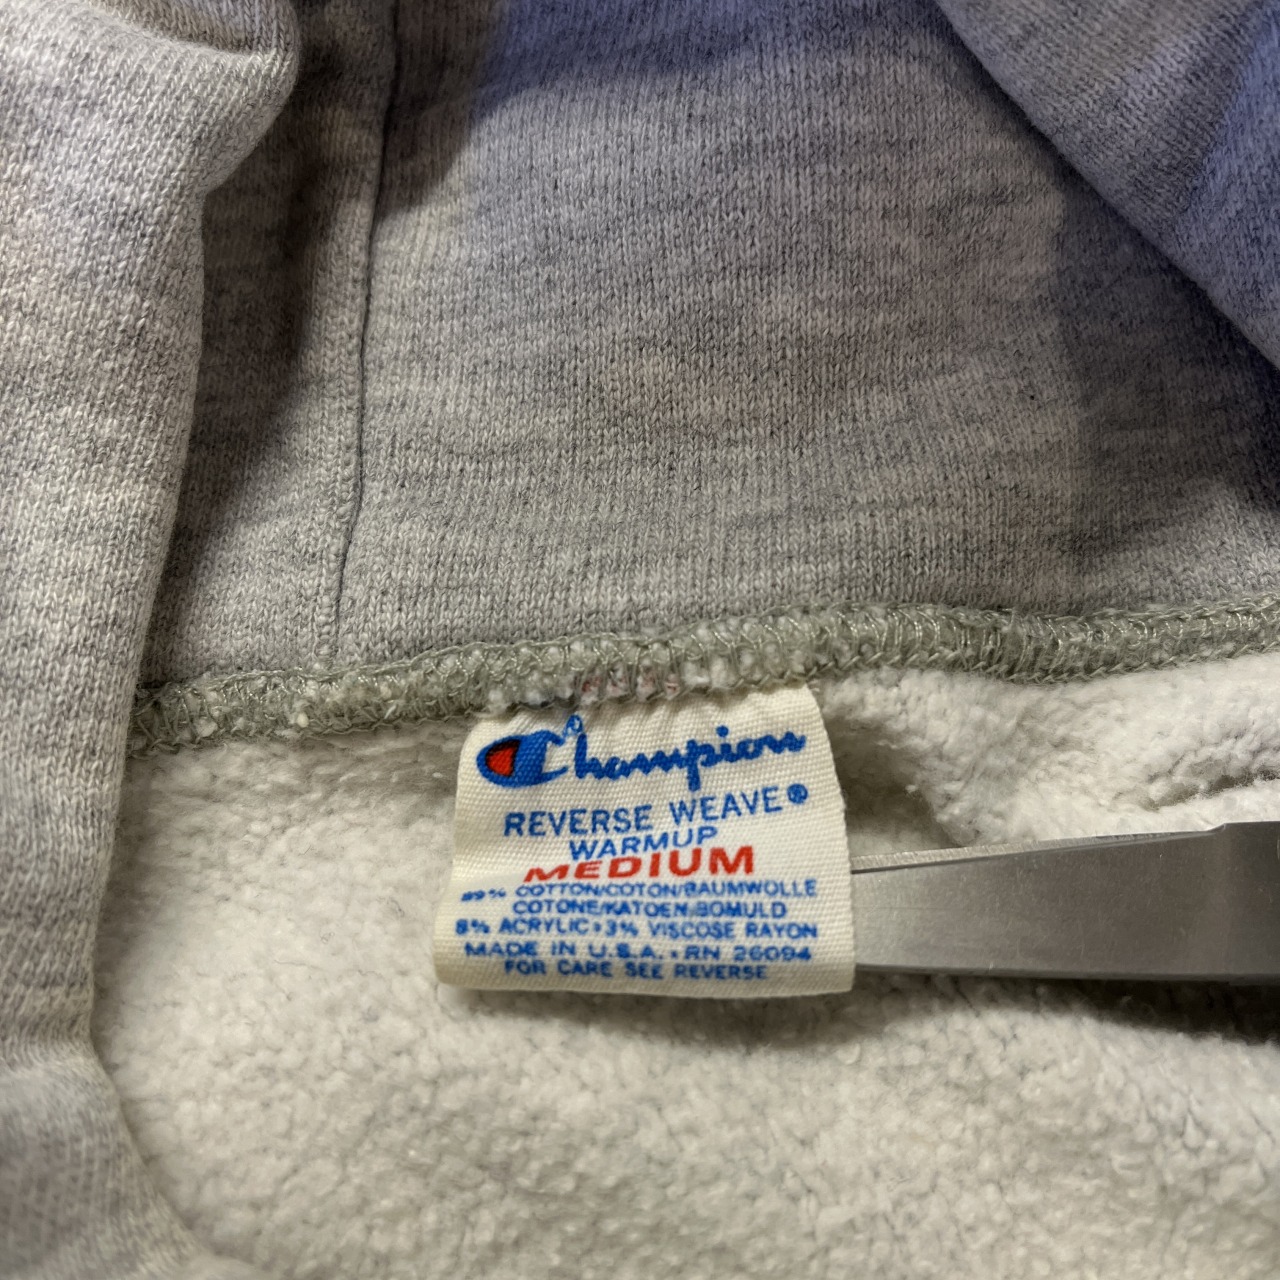 Champion
REVERSE WEAVE®
WARMUP
MEDIUM
89% COTTON/COTON/BAUMWOLLE
COTONE/KATOEN/BOMULD
8% ACRYLIC•3% VISCOSE RAYON
MADE IN U.S.A.•RN 26094
FOR CARE SEE REVERSE